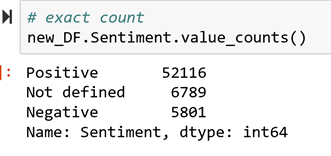 # exact count
new_DF.Sentiment.value_counts()
]: Positive 52116
Not defined 6789
Negative 5801
Name: Sentiment, dtype: int64